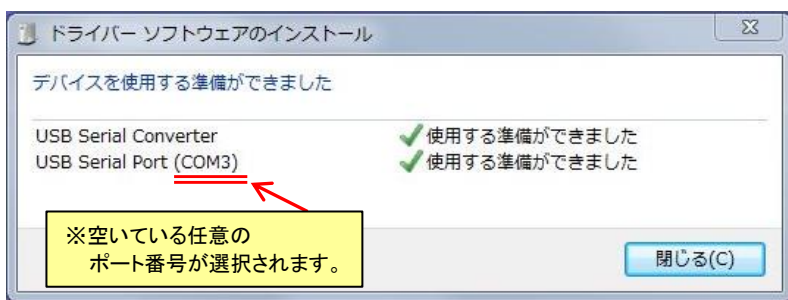 ドライバー ソフトウェアのインストール
デバイスを使用する準備ができました
USB Serial Converter 使用する準備ができました
USB Serial Port (COM3) 使用する準備ができました
※空いている任意の
ポート番号が選択されます。
閉じる(C)